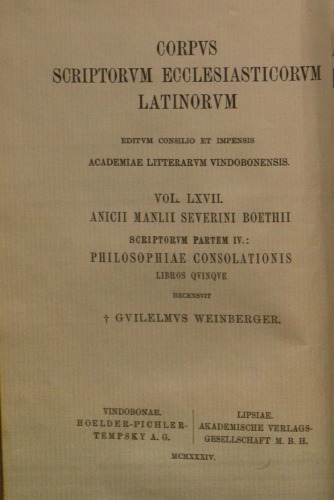 CORPVS
SCRIPTORVM ECCLESIASTICORVM
LATINORVM
EDITVM CONSILIO ET IMPENSIS
ACADEMIAE LITTERARVM VINDOBONENSIS.
VOL. LXVII.
ANICII MANLII SEVERINI BOETHII
SCRIPTORVM PARTEM IV.:
PHILOSOPHIAE CONSOLATIONIS
LIBROS QVINQVE
RECENSVIT
† GVILELMVS WEINBERGER.
VINDOBONAE.
HOELDER-PICHLER-
TEMPSKY A. G.
LIPSIAE.
AKADEMISCHE VERLAGS-
GESELLSCHAFT M. B. H.
MCMXXXIV.